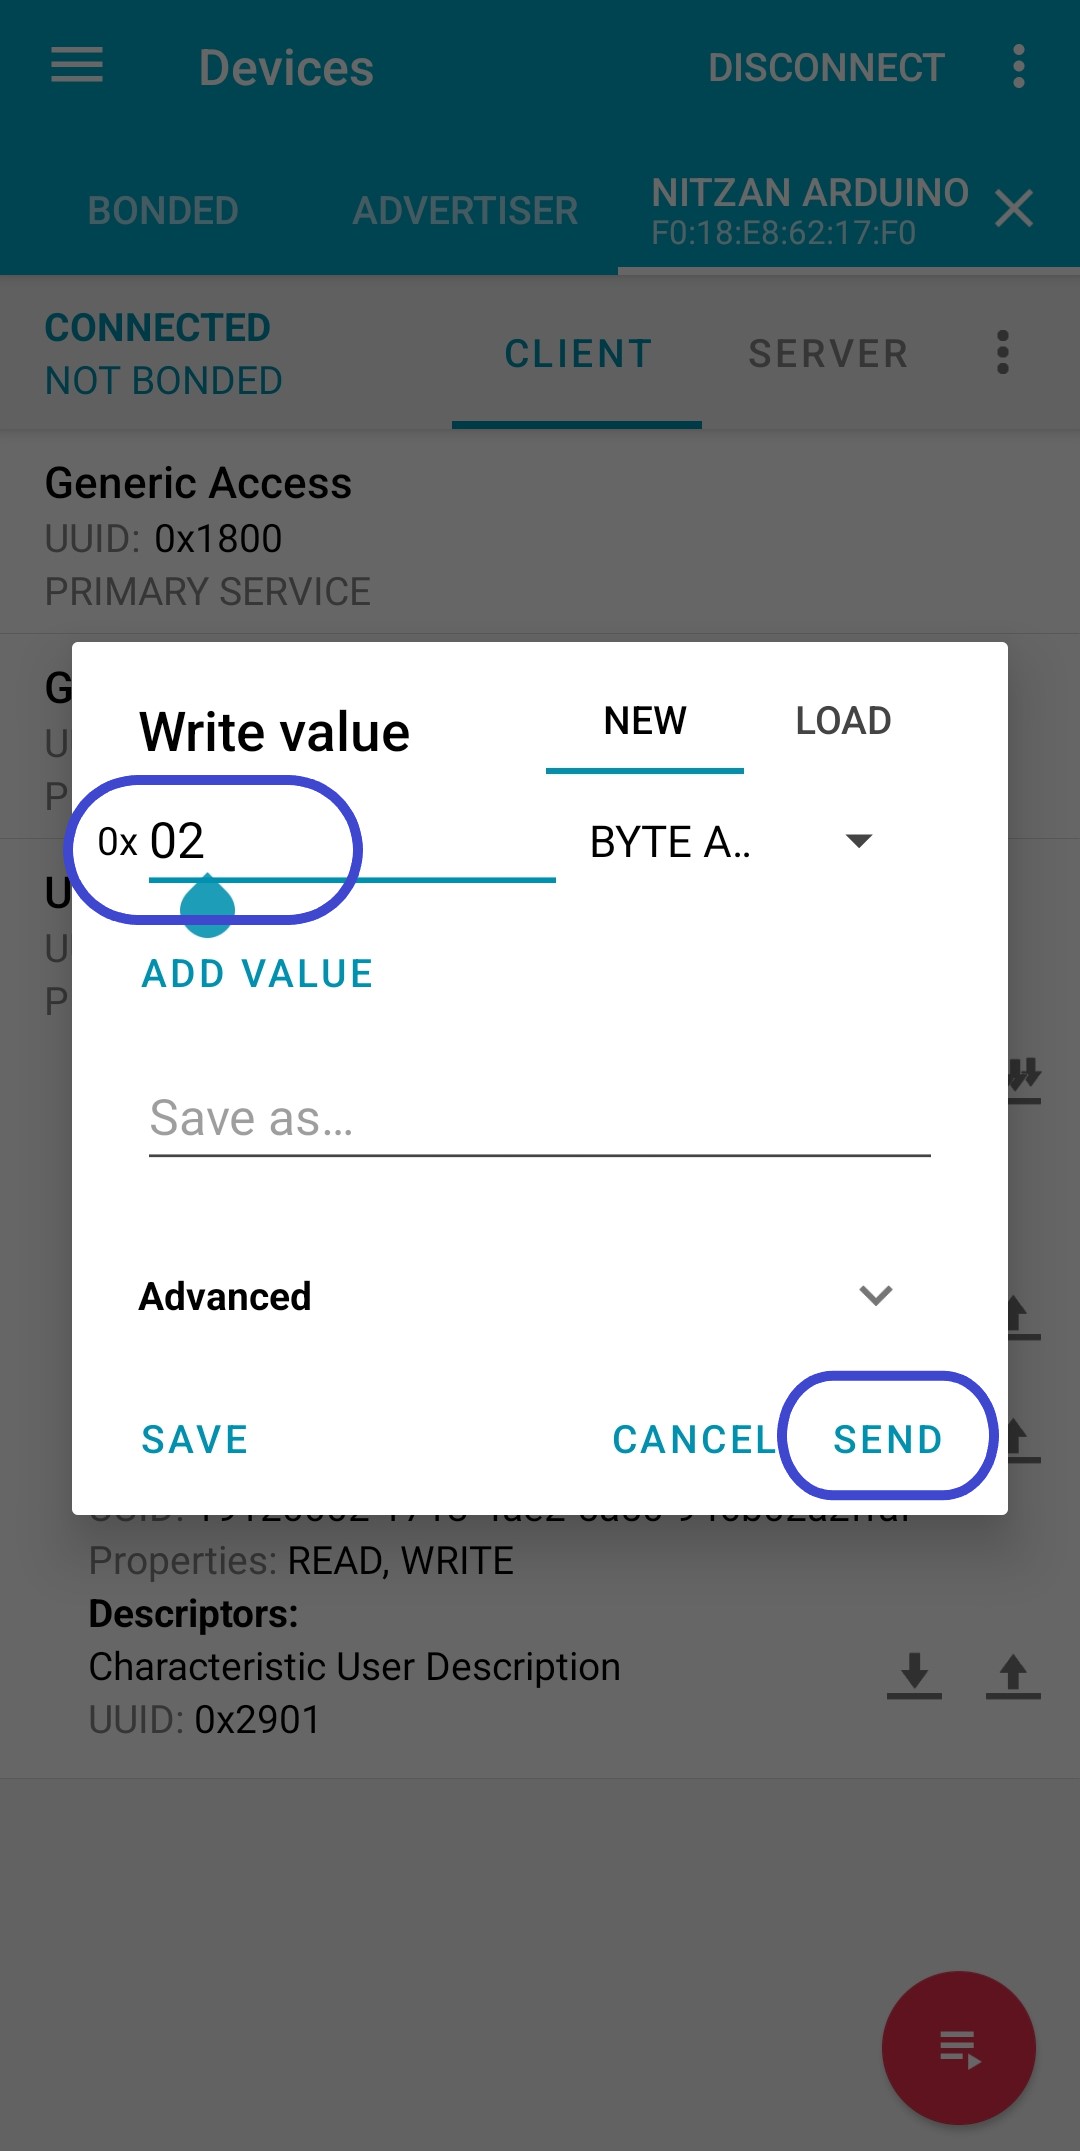 Devices
DISCONNECT
BONDED
ADVERTISER
NITZAN ARDUINO
F0:18:E8:62:17:F0
CONNECTED
NOT BONDED
CLIENT
SERVER
Generic Access
UUID: 0x1800
PRIMARY SERVICE
Write value
NEW
LOAD
0x 02
BYTE A..
ADD VALUE
Save as...
Advanced
SAVE
CANCEL
SEND
Properties: READ, WRITE
Descriptors:
Characteristic User Description
UUID: 0x2901